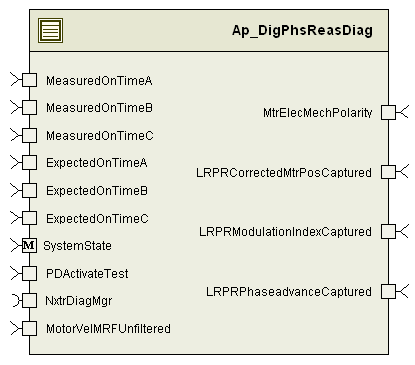 Ap_DigPhsReasDiag
MeasuredOnTimeA
MeasuredOnTimeB
MeasuredOnTimeC
ExpectedOnTimeA
ExpectedOnTimeB
ExpectedOnTimeC
M SystemState
PDActivateTest
NxtrDiagMgr
MotorVelMRFUnfiltered
MtrElecMechPolarity
LRPRCorrectedMtrPosCaptured
LRPRModulationIndexCaptured
LRPRPhaseadvanceCaptured